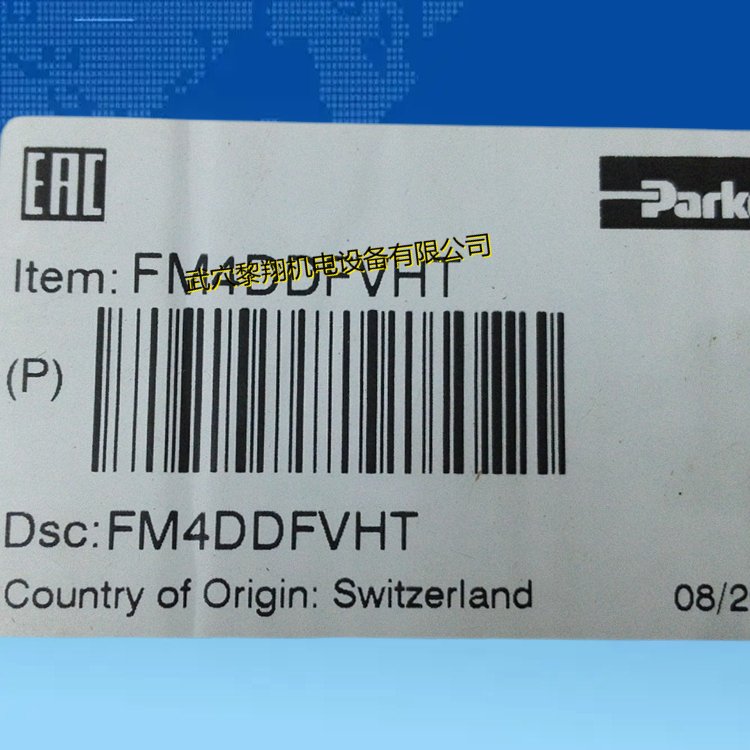 EAC
Parke
Item: FM4DDFVHT
武穴黎翔机电设备有限公司
(P)
Dsc:FM4DDFVHT
Country of Origin: Switzerland
08/2